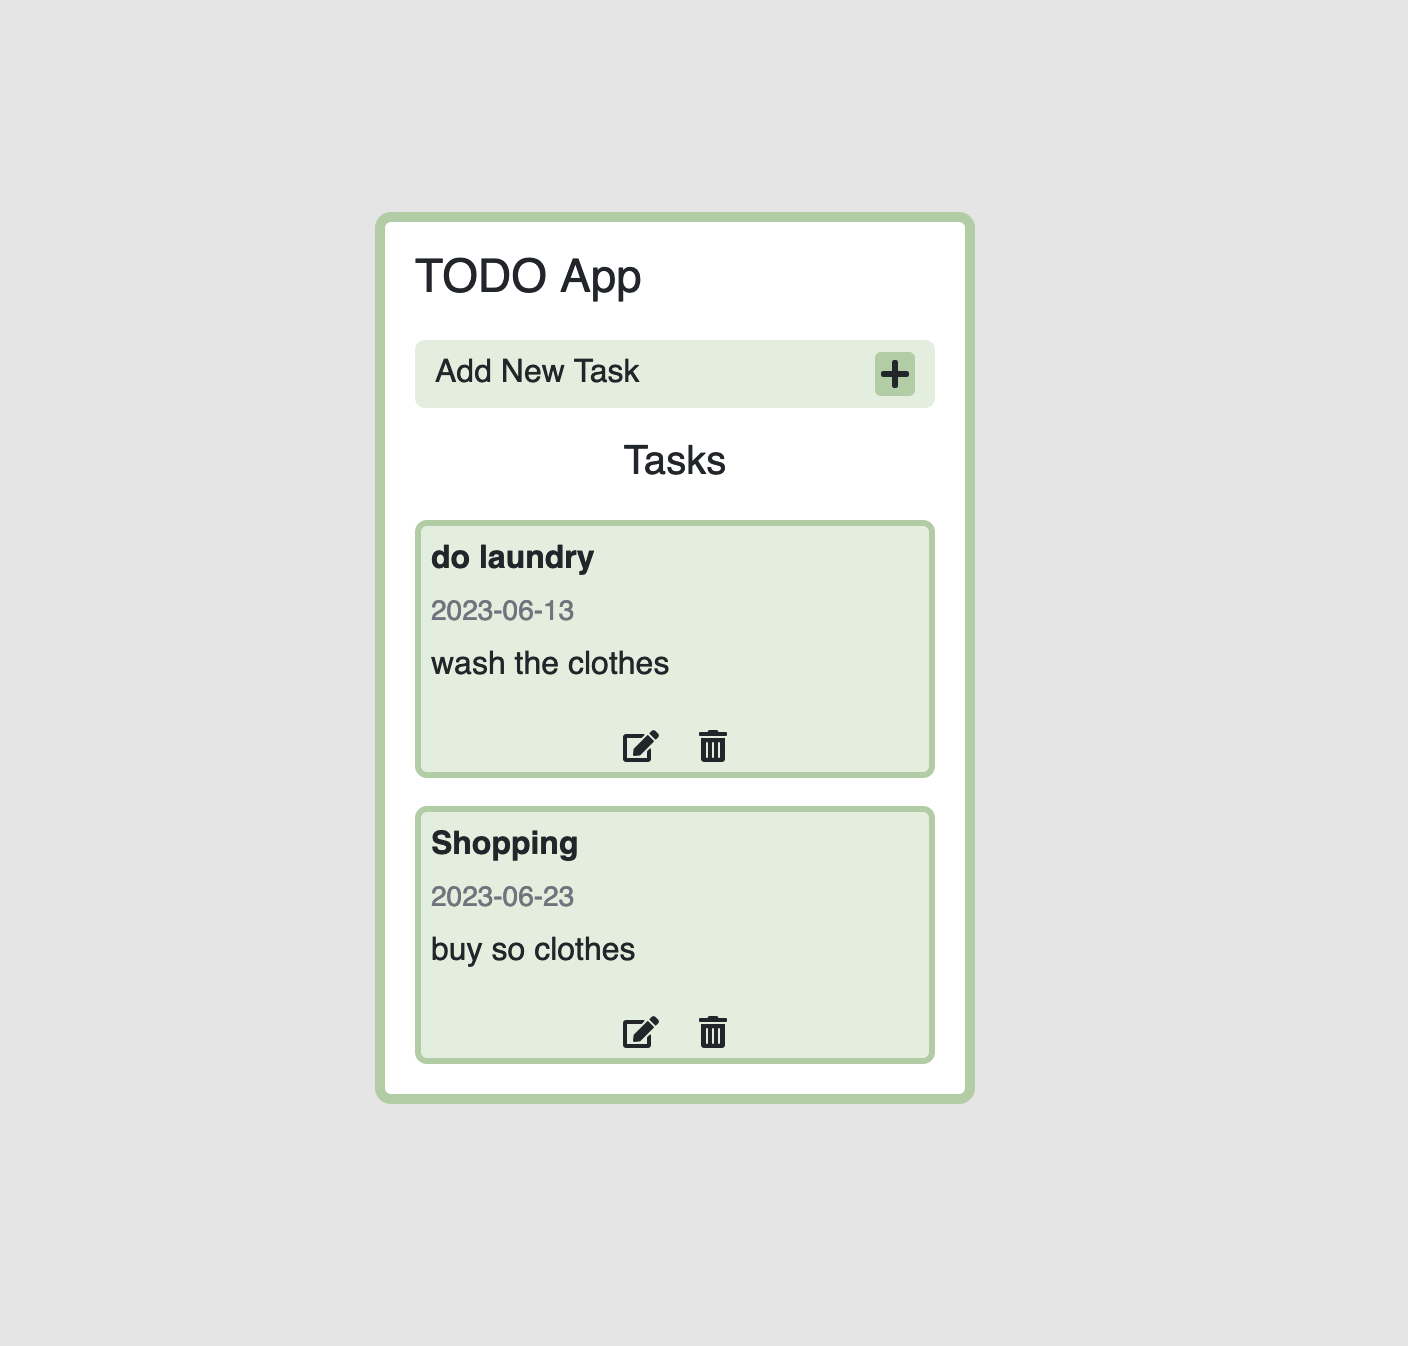 TODO App
Add New Task
Tasks
do laundry
2023-06-13
wash the clothes
Shopping
2023-06-23
buy so clothes